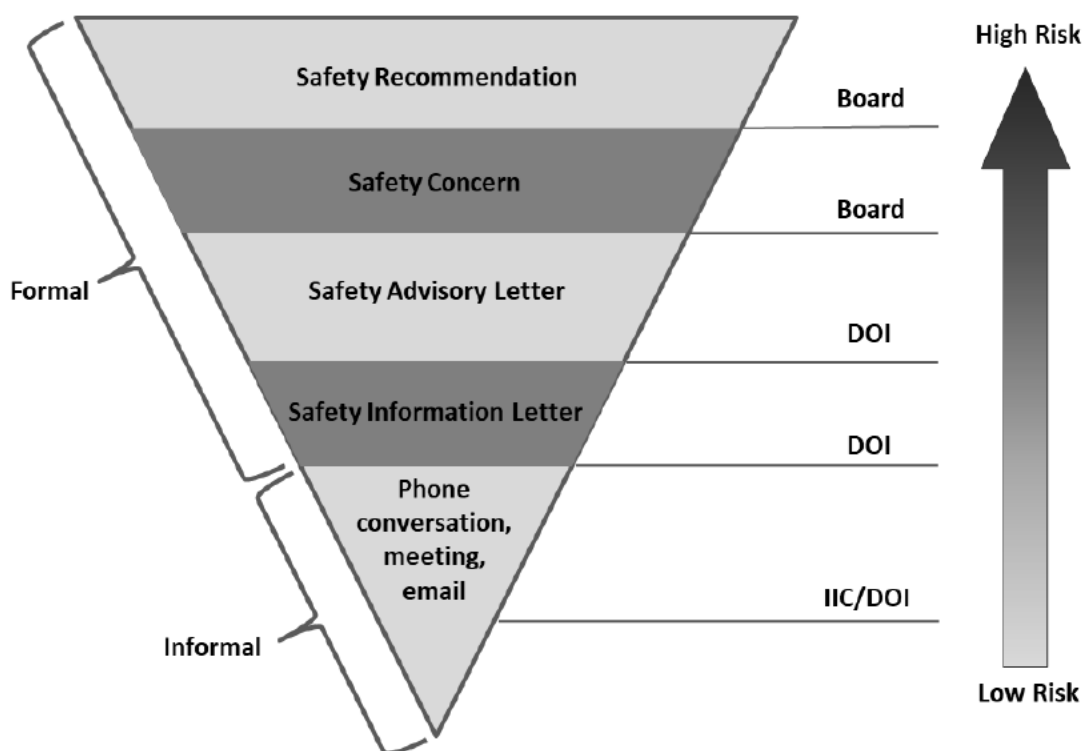 High Risk
Safety Recommendation
Board
Safety Concern
Board
Formal
Safety Advisory Letter
DOI
Safety Information Letter
DOI
Phone
conversation,
meeting,
email
IIC/DOI
Informal
Low Risk